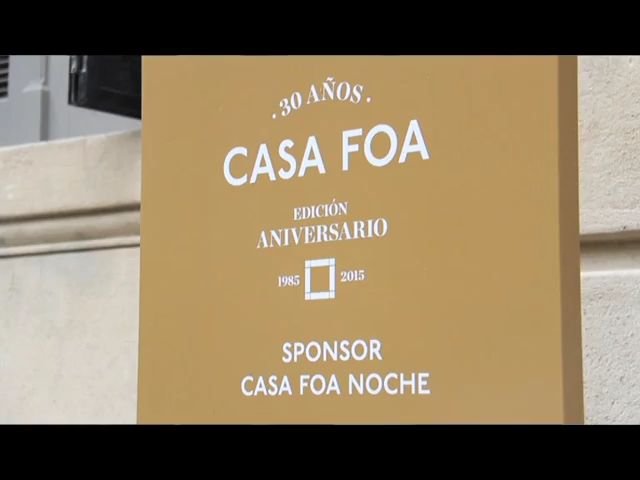 · 30 AÑOS ·
CASA FOA
EDICIÓN
ANIVERSARIO
1985 2015
SPONSOR
CASA FOA NOCHE